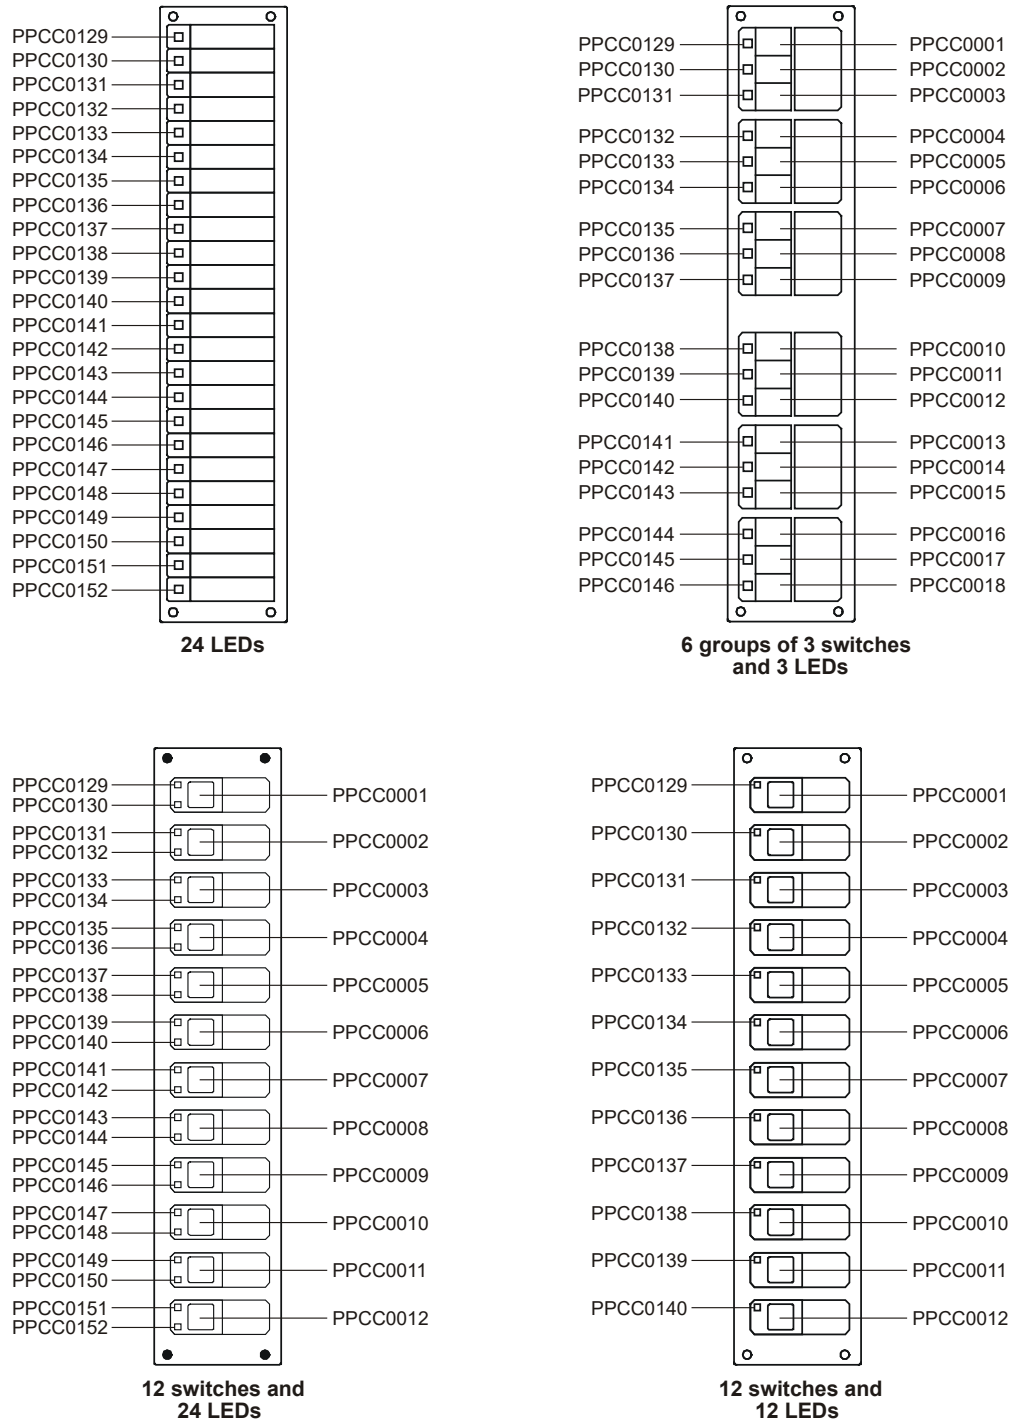 PPCC0129
PPCC0130
PPCC0131
PPCC0132
PPCC0133
PPCC0134
PPCC0135
PPCC0136
PPCC0137
PPCC0138
PPCC0139
PPCC0140
PPCC0141
PPCC0142
PPCC0143
PPCC0144
PPCC0145
PPCC0146
PPCC0147
PPCC0148
PPCC0149
PPCC0150
PPCC0151
PPCC0152
24 LEDs
PPCC0129 PPCC0001
PPCC0130 PPCC0002
PPCC0131 PPCC0003
PPCC0132 PPCC0004
PPCC0133 PPCC0005
PPCC0134 PPCC0006
PPCC0135 PPCC0007
PPCC0136 PPCC0008
PPCC0137 PPCC0009
PPCC0138 PPCC0010
PPCC0139 PPCC0011
PPCC0140 PPCC0012
PPCC0141 PPCC0013
PPCC0142 PPCC0014
PPCC0143 PPCC0015
PPCC0144 PPCC0016
PPCC0145 PPCC0017
PPCC0146 PPCC0018
6 groups of 3 switches
and 3 LEDs
PPCC0129
PPCC0130
PPCC0001
PPCC0131
PPCC0132
PPCC0002
PPCC0133
PPCC0134
PPCC0003
PPCC0135
PPCC0136
PPCC0004
PPCC0137
PPCC0138
PPCC0005
PPCC0139
PPCC0140
PPCC0006
PPCC0141
PPCC0142
PPCC0007
PPCC0143
PPCC0144
PPCC0008
PPCC0145
PPCC0146
PPCC0009
PPCC0147
PPCC0148
PPCC0010
PPCC0149
PPCC0150
PPCC0011
PPCC0151
PPCC0152
PPCC0012
12 switches and
24 LEDs
PPCC0129
PPCC0001
PPCC0130
PPCC0002
PPCC0131
PPCC0003
PPCC0132
PPCC0004
PPCC0133
PPCC0005
PPCC0134
PPCC0006
PPCC0135
PPCC0007
PPCC0136
PPCC0008
PPCC0137
PPCC0009
PPCC0138
PPCC0010
PPCC0139
PPCC0011
PPCC0140
PPCC0012
12 switches and
12 LEDs